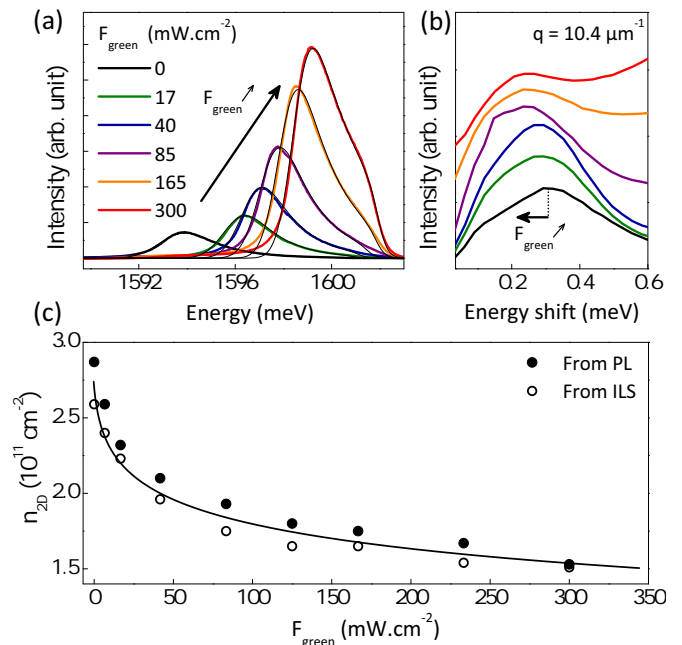 (a)
F_green (mW.cm^-2)
0
17
40
85
165
300
F_green
Intensity (arb. unit)
1592
1596
1600
Energy (meV)
(b)
q = 10.4 µm^-1
F_green
Intensity (arb. unit)
0.2
0.4
0.6
Energy shift (meV)
(c)
From PL
From ILS
3.0
2.5
2.0
1.5
n_2D (10^11 cm^-2)
0
50
100
150
200
250
300
350
F_green (mW.cm^-2)